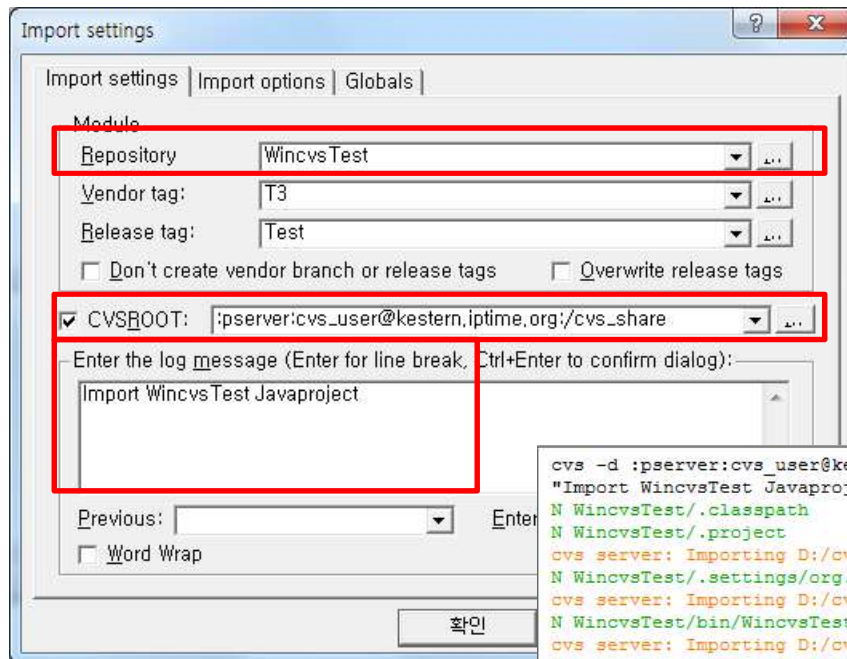 Import settings
Import settings Import options Globals
Module
Repository WincvsTest ...
Vendor tag: T3 ...
Release tag: Test ...
Don't create vendor branch or release tags Overwrite release tags
CVSROOT: :pserver:cvs_user@kestern.iptime.org:/cvs_share ...
Enter the log message (Enter for line break, Ctrl+Enter to confirm dialog):
Import WincvsTest Javaproject
Previous: Enter
Word Wrap
확인
cvs -d :pserver:cvs_user@ke
"Import WincvsTest Javaproj
N WincvsTest/.classpath
N WincvsTest/.project
cvs server: Importing D:/cv
N WincvsTest/.settings/org.
cvs server: Importing D:/cv
N WincvsTest/bin/WincvsTest
cvs server: Importing D:/cv